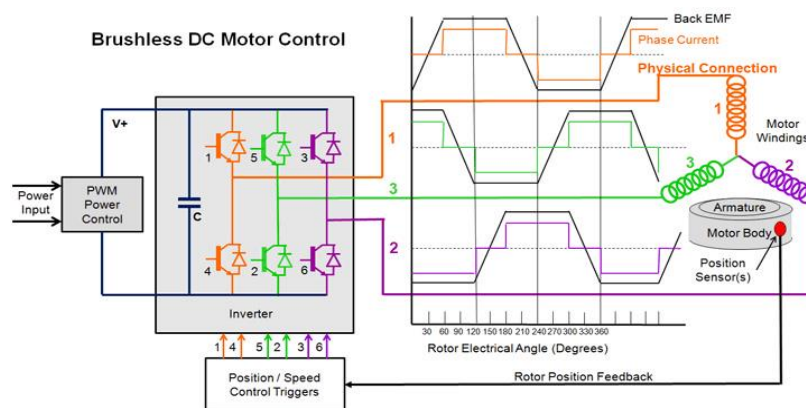 Brushless DC Motor Control
Back EMF
Phase Current
Physical Connection
V+
1
5
3
1
1
Motor
Windings
2
3
3
Power
Input
PWM
Power
Control
C
Armature
Motor Body
4
2
6
2
Position
Sensor(s)
Inverter
30 60 90 120 150 180 210 240 270 300 330 360
Rotor Electrical Angle (Degrees)
1 4 5 2 3 6
Position / Speed
Control Triggers
Rotor Position Feedback